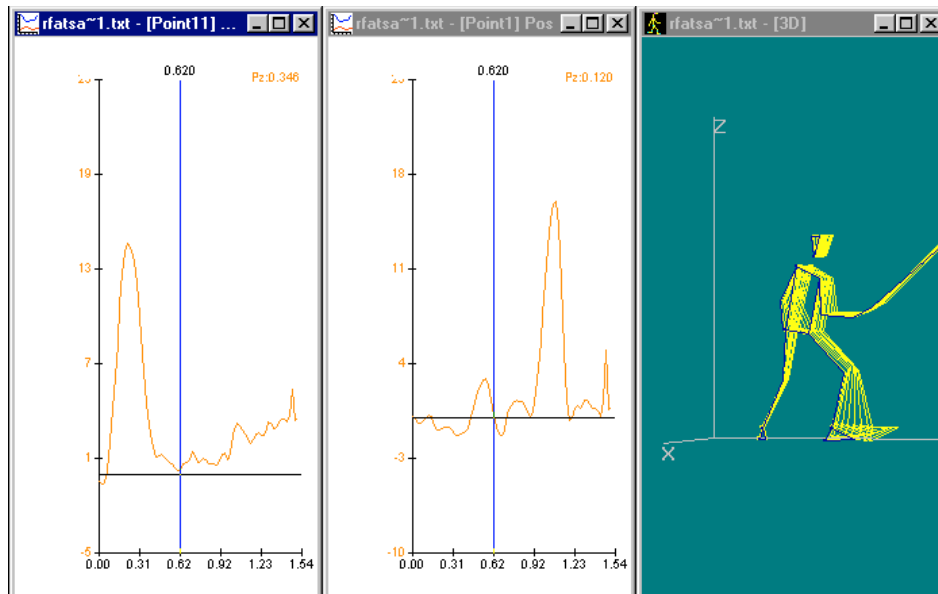 rfatsa~1.txt - [Point11] ...
0.620
Pz:0.346
19
13
7
1
-5
0.00 0.31 0.62 0.92 1.23 1.54
rfatsa~1.txt - [Point1] Pos
0.620
Pz:0.120
18
11
4
-3
-10
0.00 0.31 0.62 0.92 1.23 1.54
rfatsa~1.txt - [3D]
Z
X